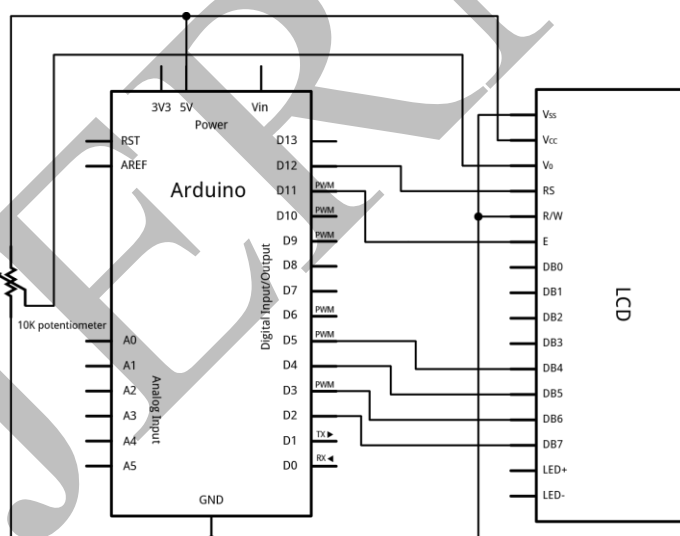 3V3 5V Vin
Power
Arduino
RST
AREF
D13
D12
D11 PWM
D10 PWM
D9 PWM
D8
D7
D6 PWM
D5 PWM
D4
D3 PWM
D2
D1 TX ▶
D0 RX ◀
Digital Input/Output
10K potentiometer
A0
A1
A2
A3
A4
A5
Analog Input
GND
Vss
Vcc
V₀
RS
R/W
E
DB0
DB1
DB2
DB3
DB4
DB5
DB6
DB7
LED+
LED-
LCD